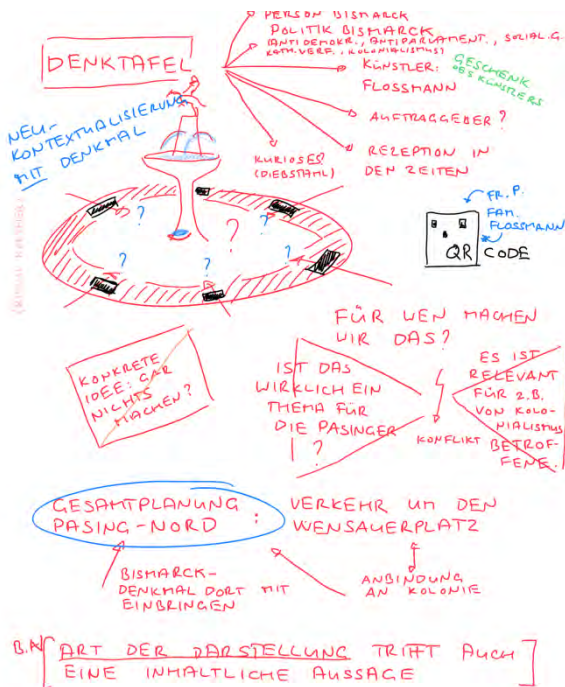 PERSON BISMARCK
POLITIK BISMARCK
(ANTIDEMOKR., ANTIPARLAMENT., SOZIAL.G.
KATH.VERF., KOLONIALISMUS)
DENKTAFEL
KÜNSTLER:
FLOSSMANN
GESCHENK
DES KÜNSTLERS
AUFTRAGGEBER?
REZEPTION IN
DEN ZEITEN
KURIOSES
(DIEBSTAHL)
NEU-
KONTEXTUALISIERUNG
MIT DENKMAL
? ? ? ? ? ? ?
FR. P.
FAM.
FLOSSMANN
QR CODE
FÜR WEN MACHEN
WIR DAS?
KONKRETE
IDEE: GAR
NICHTS
MACHEN?
IST DAS
WIRKLICH EIN
THEMA FÜR
DIE PASINGER
?
KONFLIKT
ES IST
RELEVANT
FÜR Z.B.
VON KOLO-
NIALISMUS
BETROF-
FENE.
GESAMTPLANUNG
PASING-NORD :
VERKEHR UM DEN
WENSAUERPLATZ
BISMARCK-
DENKMAL DORT MIT
EINBRINGEN
ANBINDUNG
AN KOLONIE
B.A. [ART DER DARSTELLUNG TRIFFT AUCH
EINE INHALTLICHE AUSSAGE]